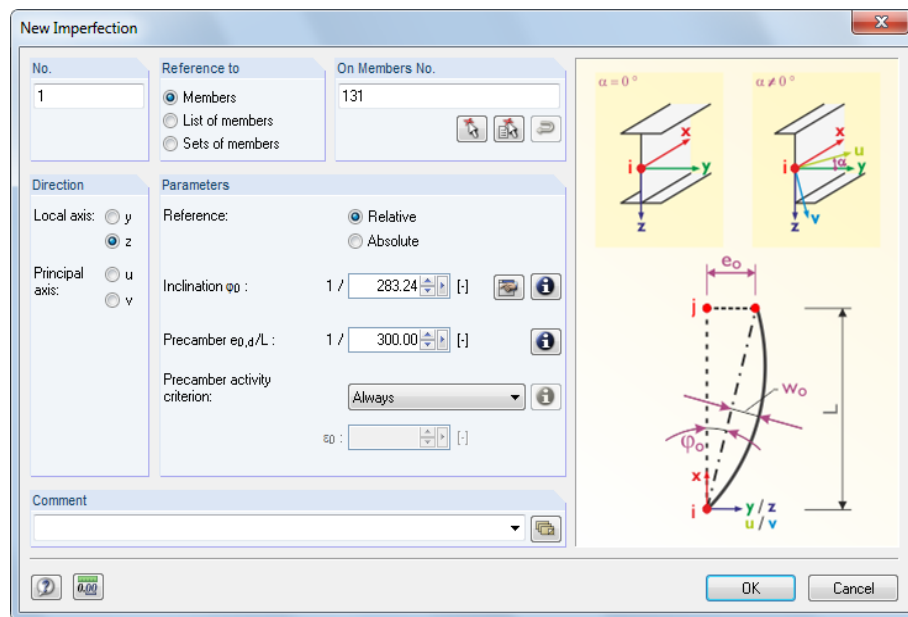 New Imperfection
No.
1
Reference to
Members
List of members
Sets of members
On Members No.
131
Direction
Local axis:
y
z
Principal axis:
u
v
Parameters
Reference:
Relative
Absolute
Inclination φ0 :
1 / 283.24 [-]
Precamber e0,d/L :
1 / 300.00 [-]
Precamber activity
criterion:
Always
ε0 : [-]
Comment
α = 0 °
x
i
y
z
α ≠ 0 °
x
u
i
α
y
z
v
e0
j
w0
L
φ0
x
i
y / z
u / v
0.00
OK
Cancel